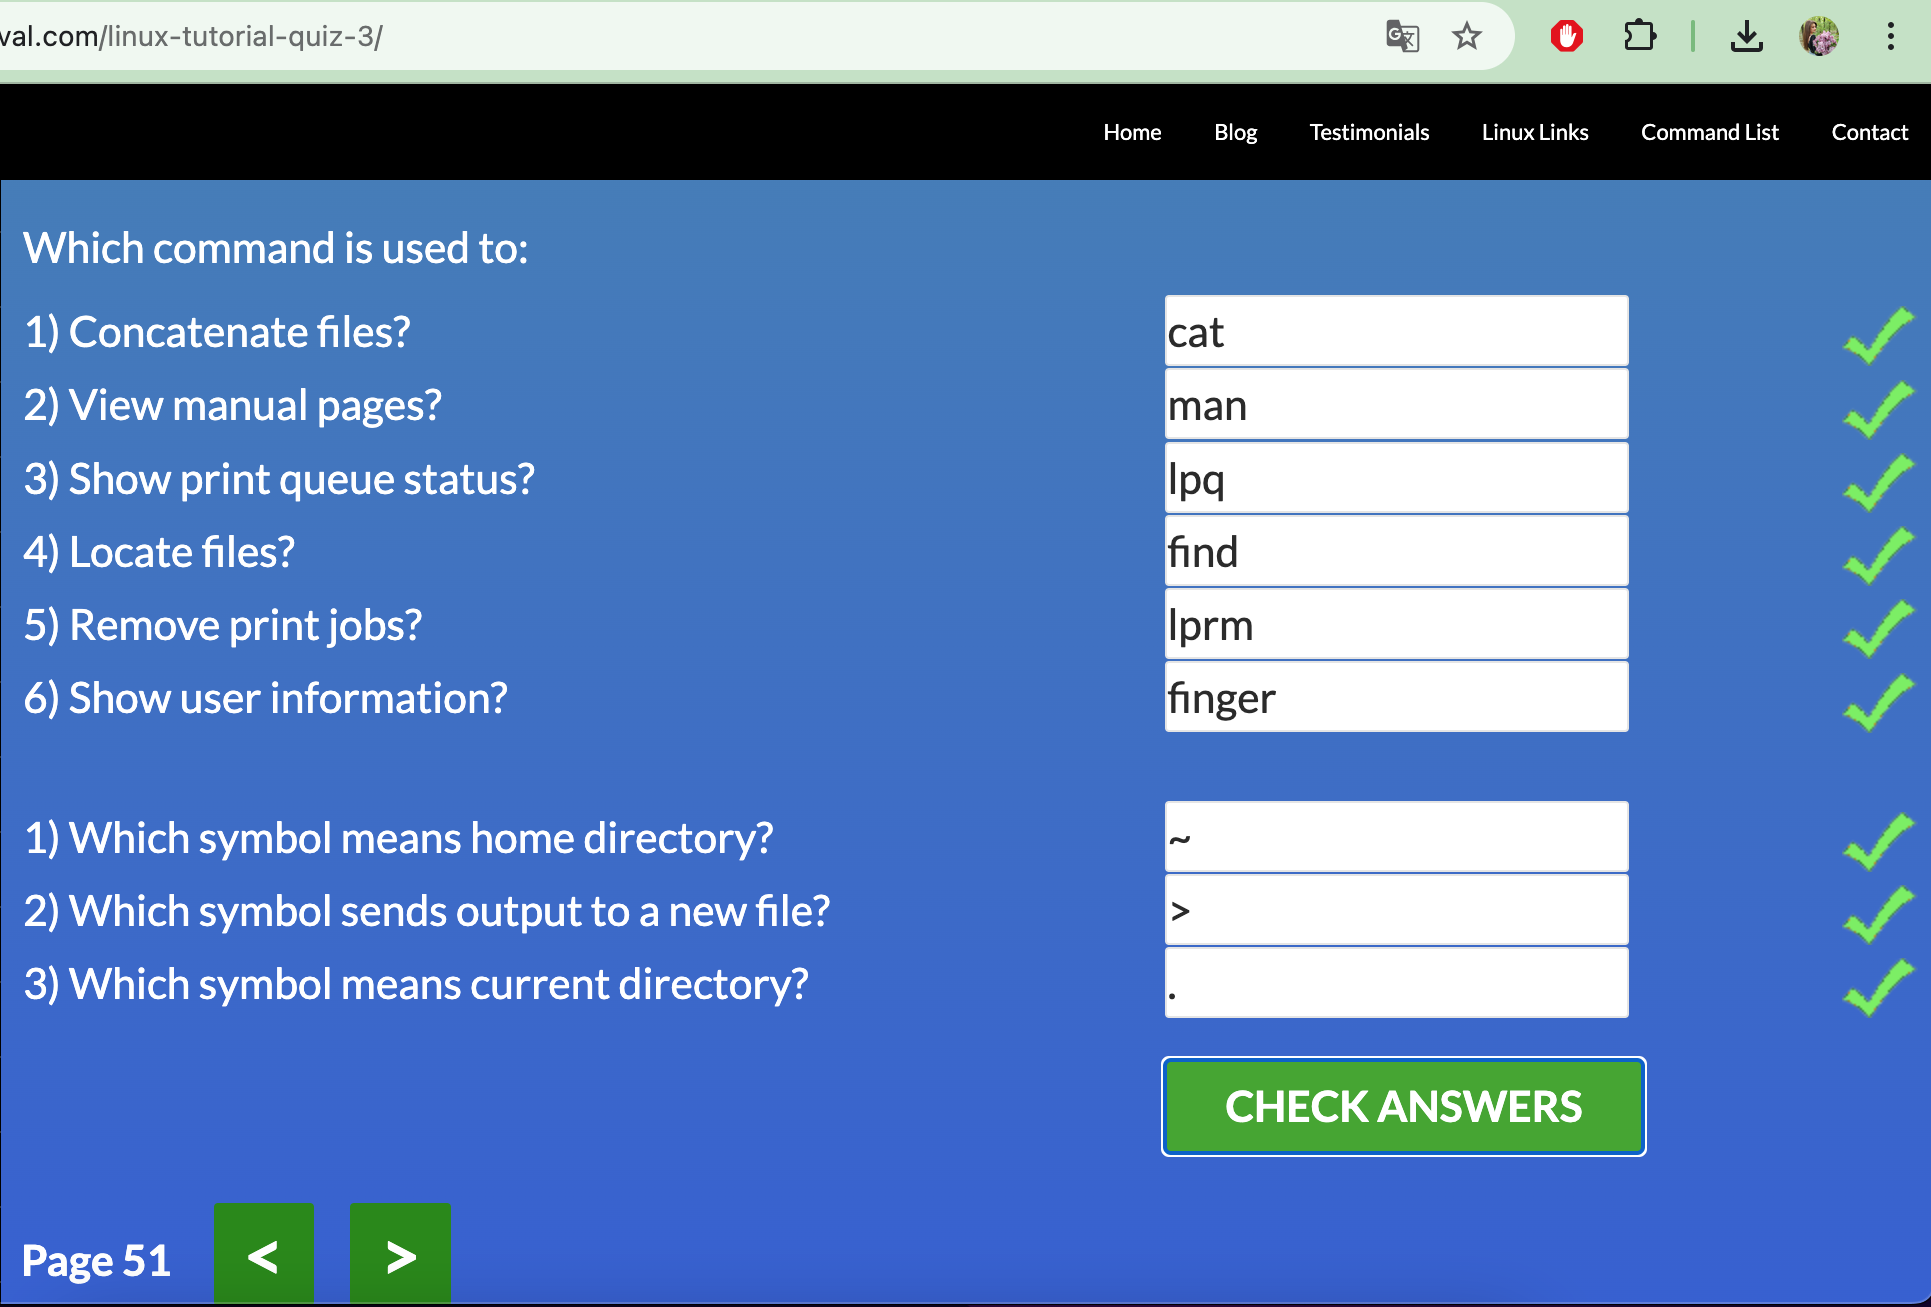 val.com/linux-tutorial-quiz-3/
Home Blog Testimonials Linux Links Command List Contact
Which command is used to:
1) Concatenate files? cat
2) View manual pages? man
3) Show print queue status? lpq
4) Locate files? find
5) Remove print jobs? lprm
6) Show user information? finger
1) Which symbol means home directory? ~
2) Which symbol sends output to a new file? >
3) Which symbol means current directory? .
CHECK ANSWERS
Page 51 < >